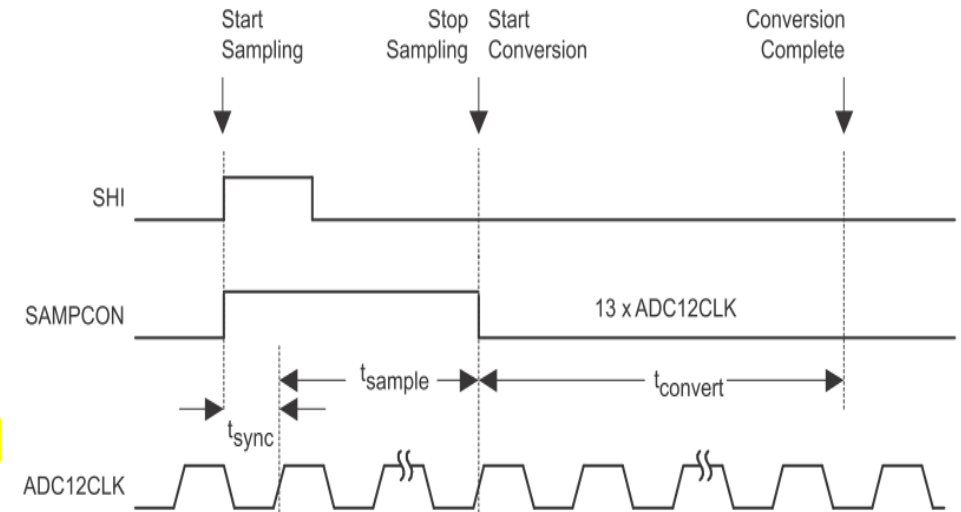 Start Sampling
Stop Sampling
Start Conversion
Conversion Complete
SHI
SAMPCON
13 x ADC12CLK
tsample
tconvert
tsync
ADC12CLK